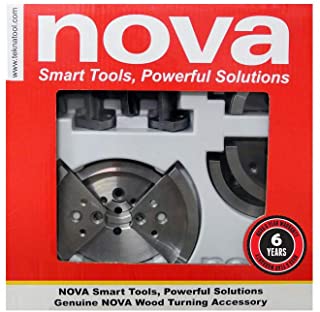 www.teknatool.com
nova
Smart Tools, Powerful Solutions
6
YEARS
NOVA Smart Tools, Powerful Solutions
Genuine NOVA Wood Turning Accessory